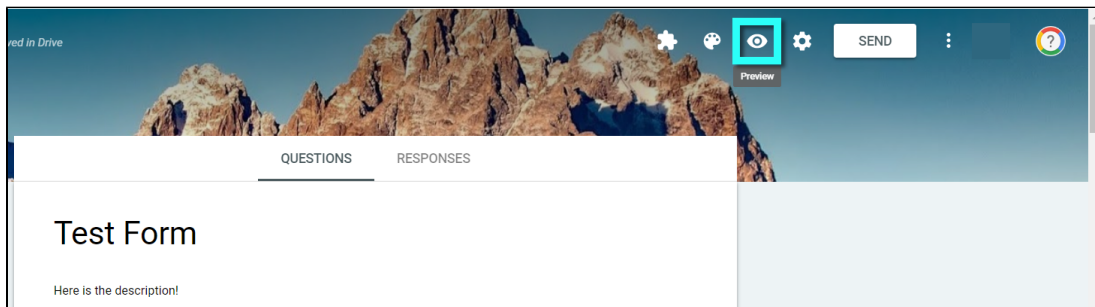 ved in Drive
SEND
?
Preview
QUESTIONS RESPONSES
Test Form
Here is the description!